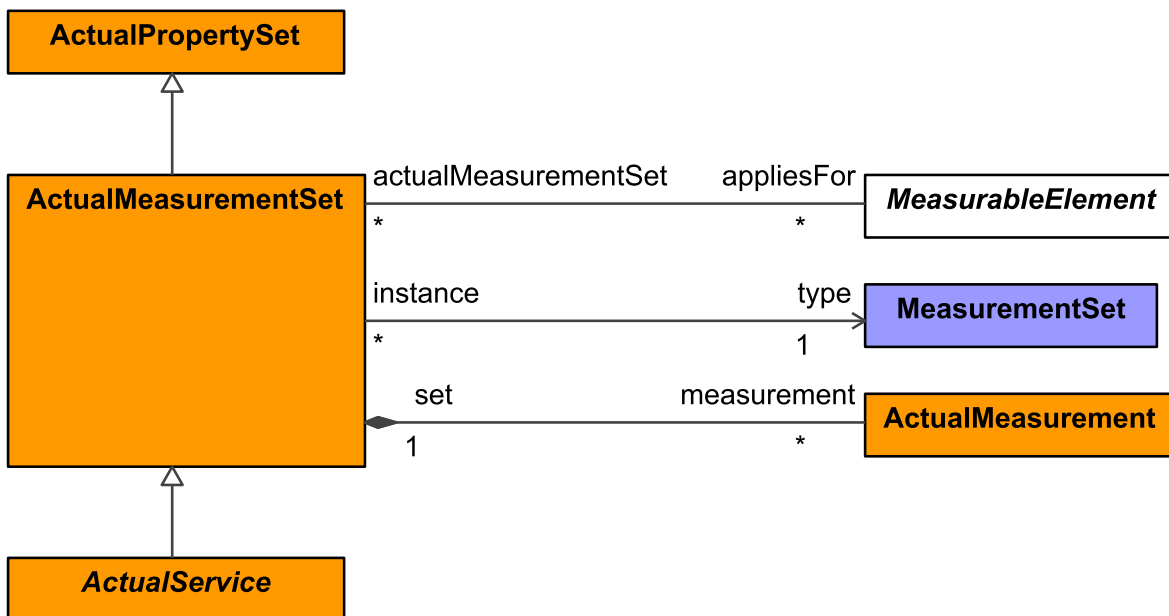 ActualPropertySet
ActualMeasurementSet
actualMeasurementSet appliesFor
* *
MeasurableElement
instance type
* 1
MeasurementSet
set measurement
1 *
ActualMeasurement
ActualService